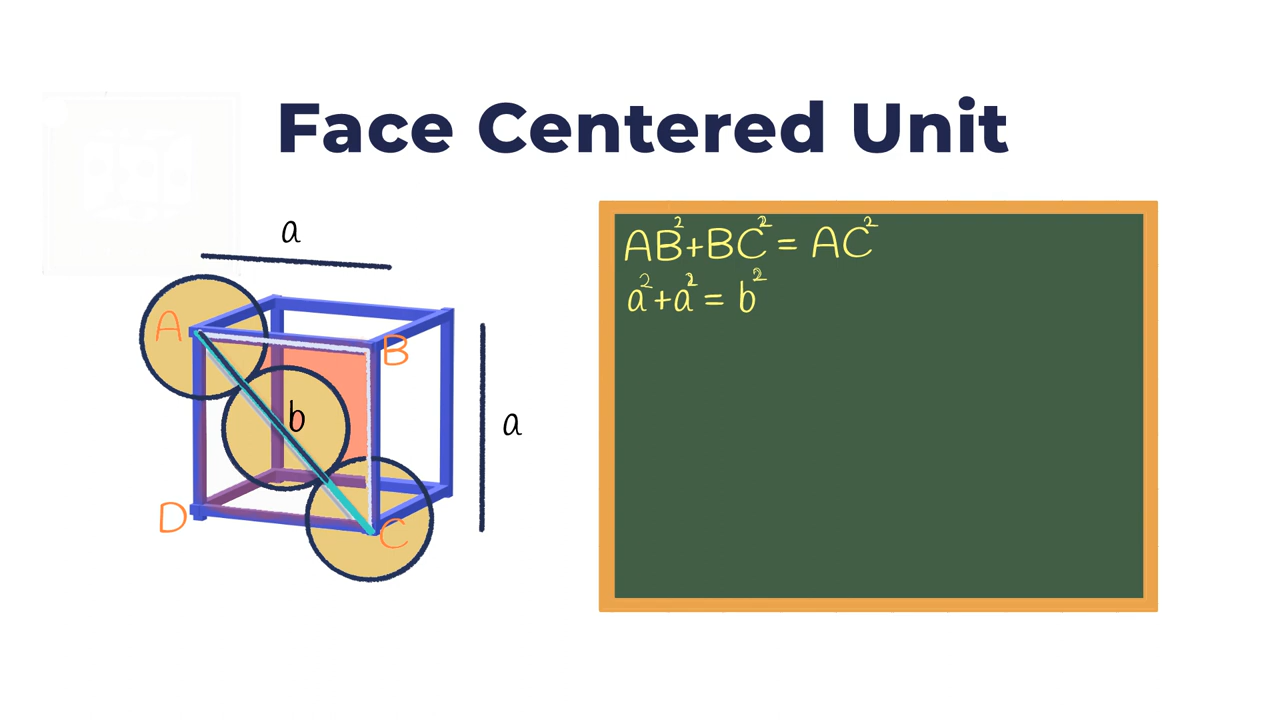 Face Centered Unit
a
A
B
b
a
D
C
AB²+BC²= AC²
a²+a²= b²